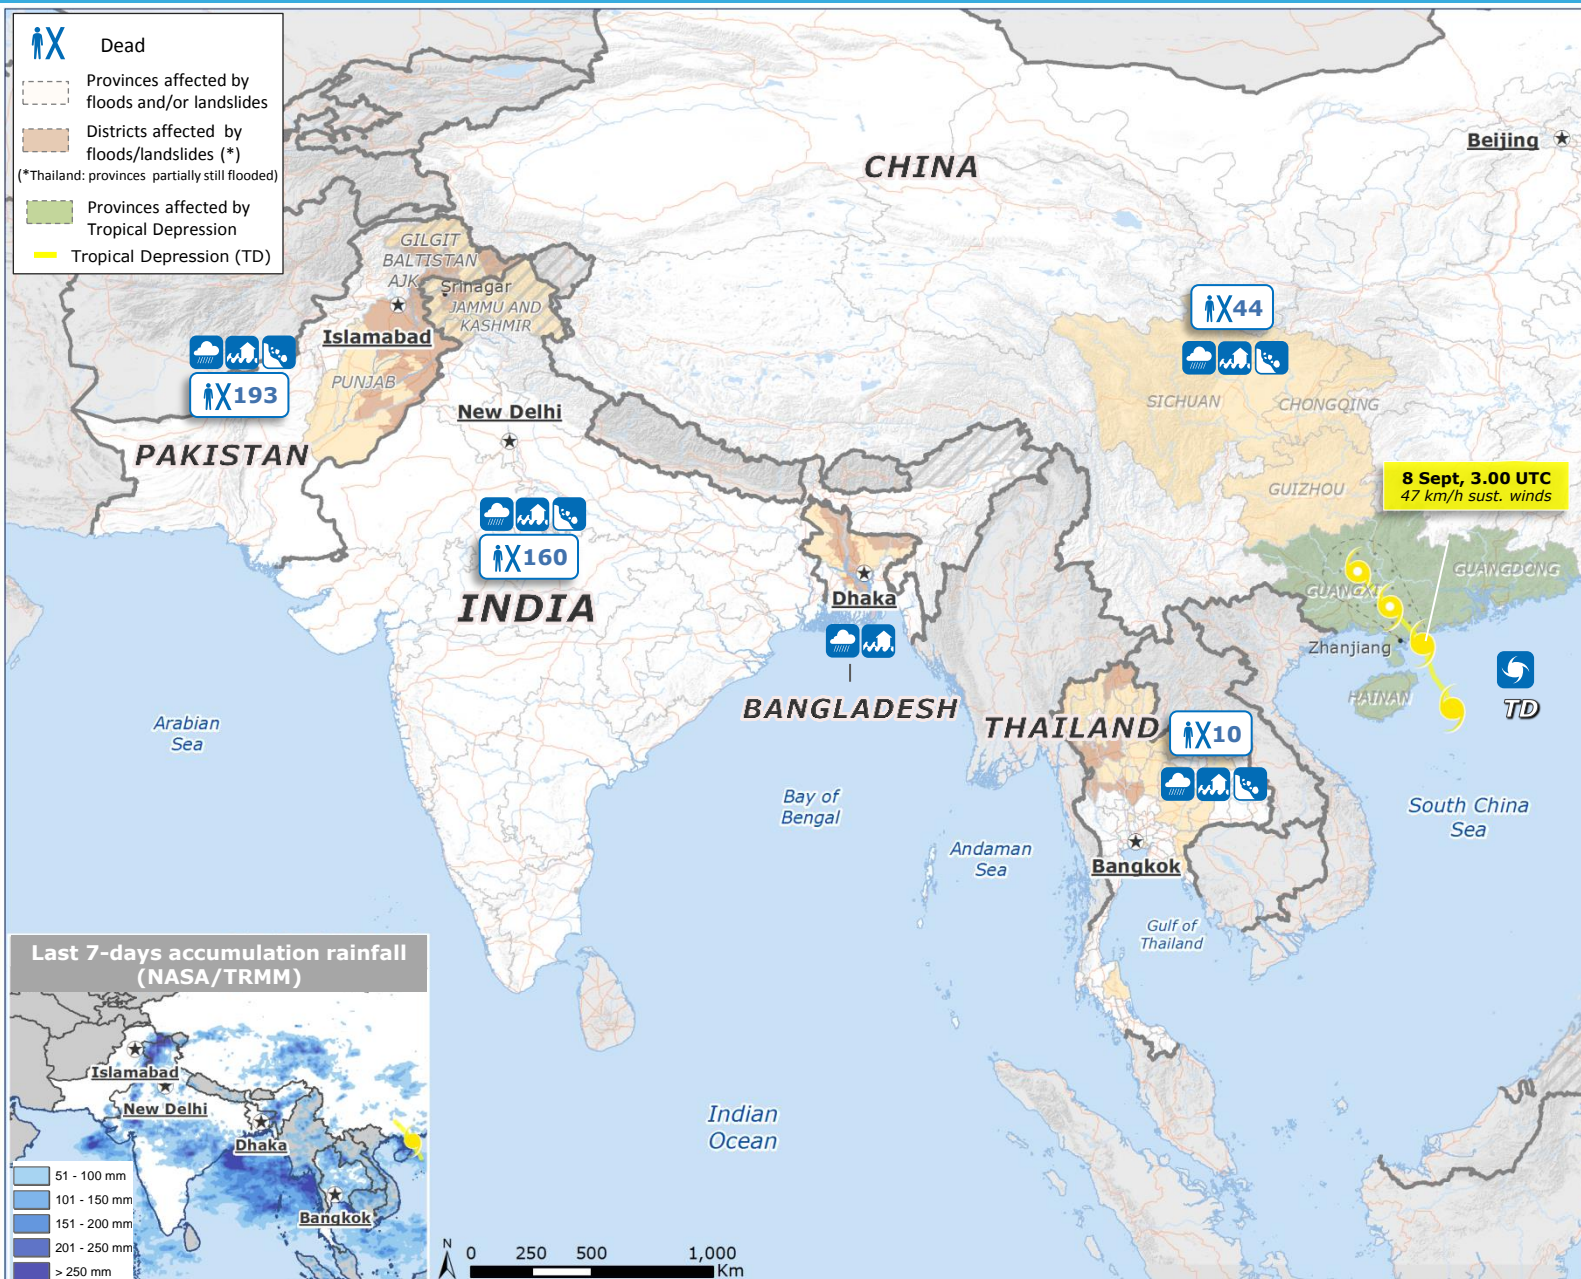 Dead
Provinces affected by
floods and/or landslides
Districts affected by
floods/landslides (*)
(*Thailand: provinces partially still flooded)
Provinces affected by
Tropical Depression
Tropical Depression (TD)
CHINA
Beijing
GILGIT
BALTISTAN
AJK
Srinagar
JAMMU AND
KASHMIR
Islamabad
193
PUNJAB
PAKISTAN
New Delhi
44
SICHUAN
CHONGQING
GUIZHOU
8 Sept, 3.00 UTC
47 km/h sust. winds
160
INDIA
Dhaka
BANGLADESH
GUANGXI
GUANGDONG
Zhanjiang
HAINAN
TD
THAILAND
10
Bangkok
Arabian
Sea
Bay of
Bengal
Andaman
Sea
South China
Sea
Gulf of
Thailand
Indian
Ocean
Last 7-days accumulation rainfall
(NASA/TRMM)
Islamabad
New Delhi
Dhaka
Bangkok
51 - 100 mm
101 - 150 mm
151 - 200 mm
201 - 250 mm
> 250 mm
N
0 250 500 1,000
Km